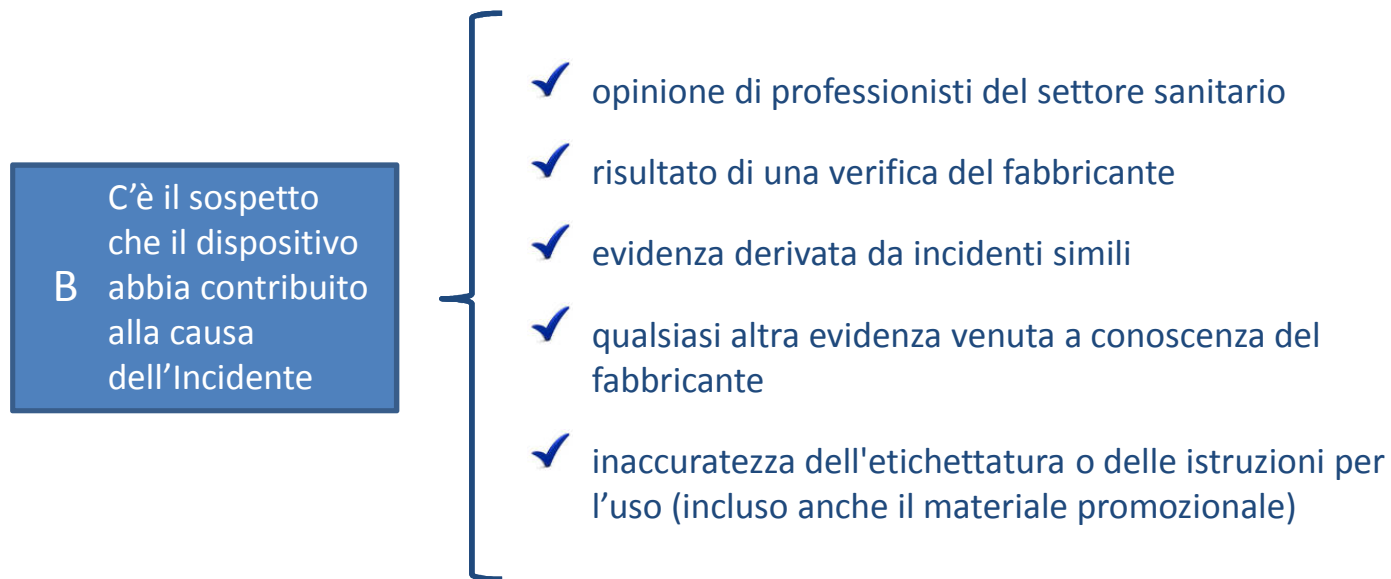 C’è il sospetto
che il dispositivo
B abbia contribuito
alla causa
dell’Incidente
opinione di professionisti del settore sanitario
risultato di una verifica del fabbricante
evidenza derivata da incidenti simili
qualsiasi altra evidenza venuta a conoscenza del
fabbricante
inaccuratezza dell'etichettatura o delle istruzioni per
l’uso (incluso anche il materiale promozionale)